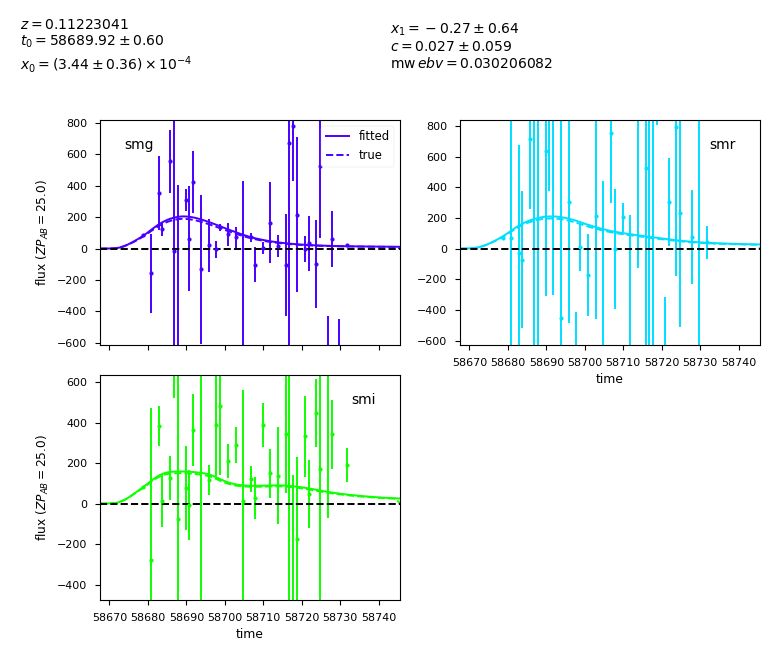 z = 0.11223041
t₀ = 58689.92 ± 0.60
x₀ = (3.44 ± 0.36) × 10⁻⁴
x₁ = −0.27 ± 0.64
c = 0.027 ± 0.059
mw ebv = 0.030206082
smg
fitted
true
800
600
400
200
0
−200
−400
−600
flux (ZP_AB = 25.0)
smr
800
600
400
200
0
−200
−400
−600
58670 58680 58690 58700 58710 58720 58730 58740
time
smi
600
400
200
0
−200
−400
flux (ZP_AB = 25.0)
58670 58680 58690 58700 58710 58720 58730 58740
time